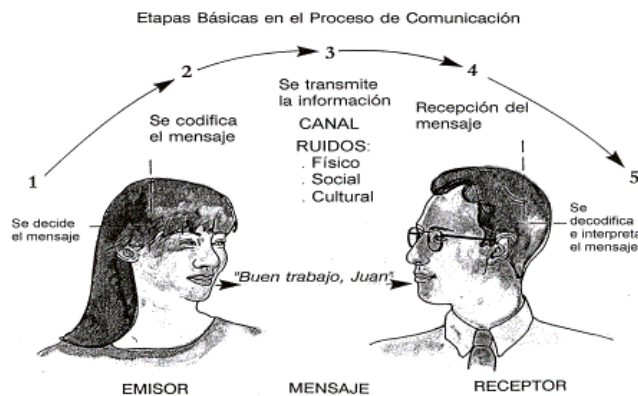 Etapas Básicas en el Proceso de Comunicación
1
Se decide
el mensaje
2
Se codifica
el mensaje
3
Se transmite
la información
CANAL
RUIDOS:
. Físico
. Social
. Cultural
4
Recepción del
mensaje
5
Se
decodifica
e interpreta
el mensaje
"Buen trabajo, Juan"
EMISOR
MENSAJE
RECEPTOR